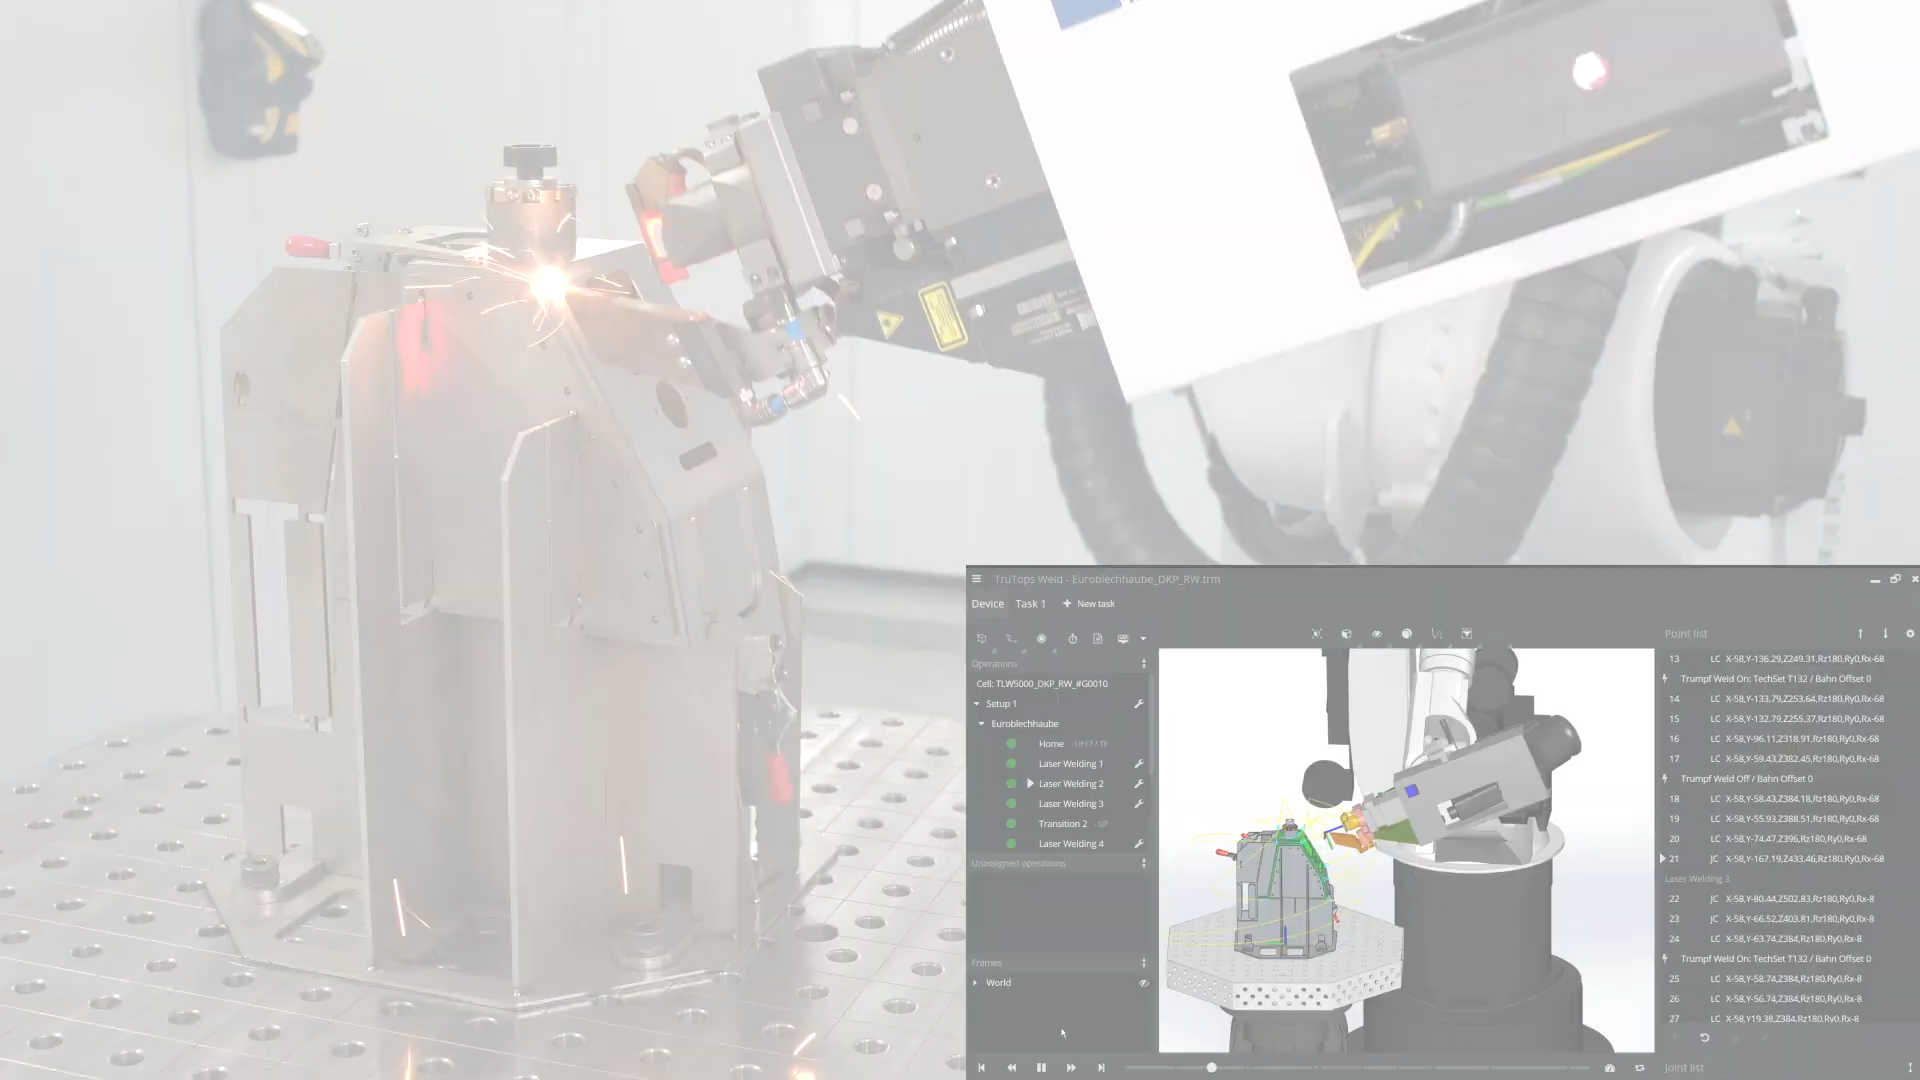 TruTops Weld - Euroblechhaube_DKP_RW.trm
Device Task 1 + New task
Operations
Cell: TLW5000_DKP_RW_#G0010
Setup 1
Euroblechhaube
Home -UF17 / TF
Laser Welding 1
Laser Welding 2
Laser Welding 3
Transition 2 - UF
Laser Welding 4
Unassigned operations
Frames
World
Point list
13 LC X-58,Y-136.29,Z249.31,Rz180,Ry0,Rx-68
Trumpf Weld On: TechSet T132 / Bahn Offset 0
14 LC X-58,Y-133.79,Z253.64,Rz180,Ry0,Rx-68
15 LC X-58,Y-132.79,Z255.37,Rz180,Ry0,Rx-68
16 LC X-58,Y-96.11,Z318.91,Rz180,Ry0,Rx-68
17 LC X-58,Y-59.43,Z382.45,Rz180,Ry0,Rx-68
Trumpf Weld Off / Bahn Offset 0
18 LC X-58,Y-58.43,Z384.18,Rz180,Ry0,Rx-68
19 LC X-58,Y-55.93,Z388.51,Rz180,Ry0,Rx-68
20 LC X-58,Y-74.47,Z396,Rz180,Ry0,Rx-68
21 JC X-58,Y-167.19,Z433.46,Rz180,Ry0,Rx-68
Laser Welding 3
22 JC X-58,Y-80.44,Z502.83,Rz180,Ry0,Rx-8
23 JC X-58,Y-66.52,Z403.81,Rz180,Ry0,Rx-8
24 LC X-58,Y-63.74,Z384,Rz180,Ry0,Rx-8
Trumpf Weld On: TechSet T132 / Bahn Offset 0
25 LC X-58,Y-58.74,Z384,Rz180,Ry0,Rx-8
26 LC X-58,Y-56.74,Z384,Rz180,Ry0,Rx-8
27 LC X-58,Y19.38,Z384,Rz180,Ry0,Rx-8
Joint list